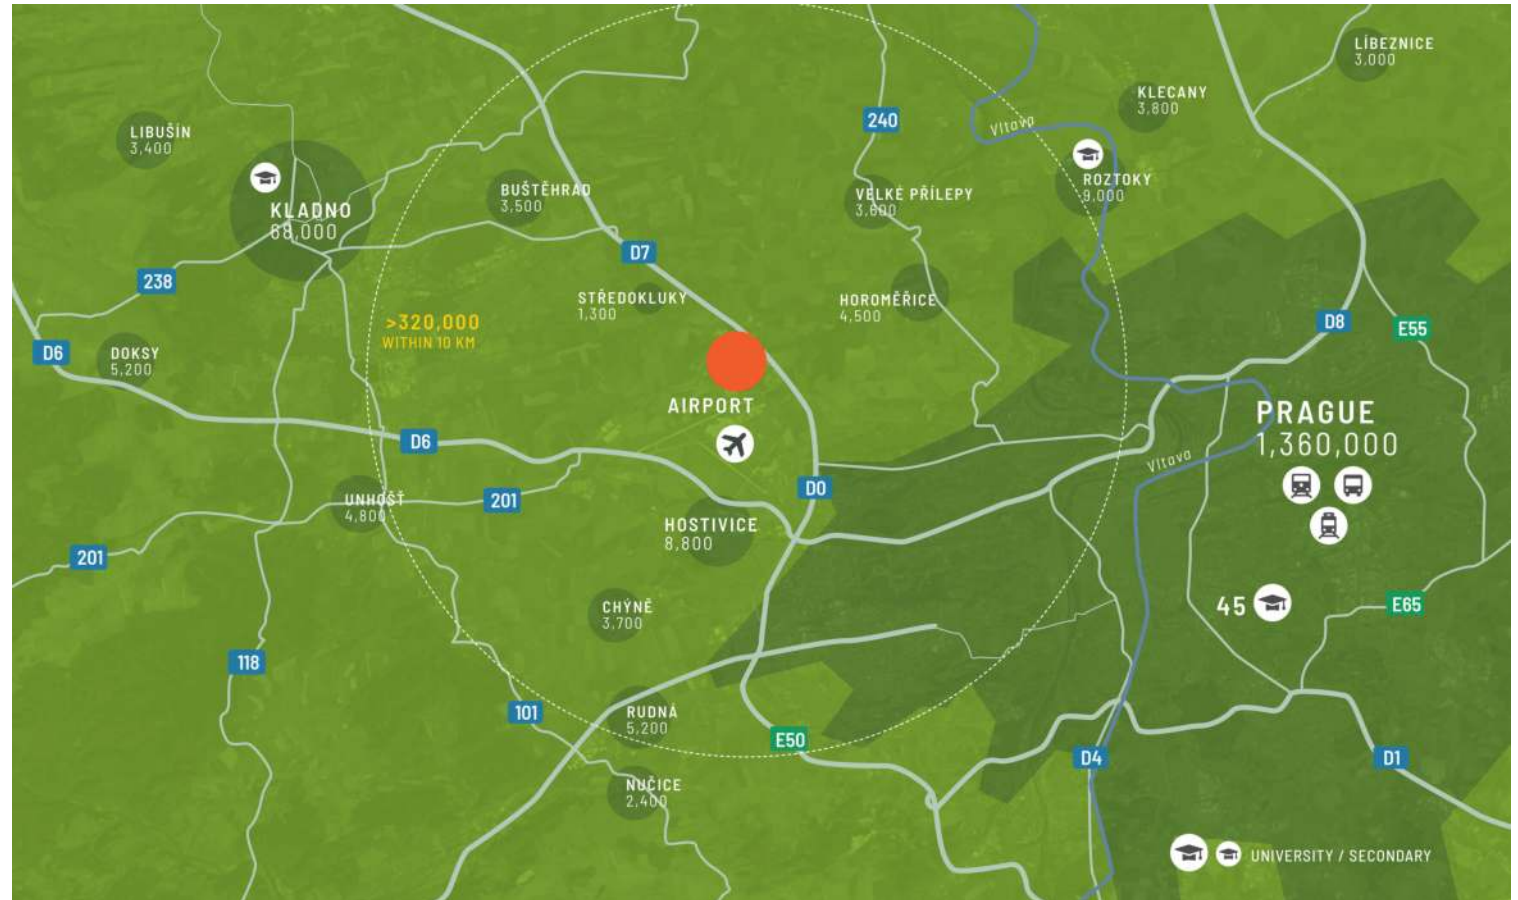 LÍBEZNICE
3,000
KLECANY
3,800
240
Vltava
LIBUŠÍN
3,400
ROZTOKY
9,000
BUŠTĚHRAD
3,500
VELKÉ PŘÍLEPY
3,600
KLADNO
68,000
D7
238
STŘEDOKLUKY
1,300
HOROMĚŘICE
4,500
>320,000
WITHIN 10 KM
D8
E55
D6
DOKSY
5,200
AIRPORT
PRAGUE
1,360,000
D6
Vltava
UNHOŠŤ
4,800
201
D0
HOSTIVICE
8,800
201
CHÝNĚ
3,700
45
E65
118
101
RUDNÁ
5,200
E50
D4
D1
NUČICE
2,400
UNIVERSITY / SECONDARY